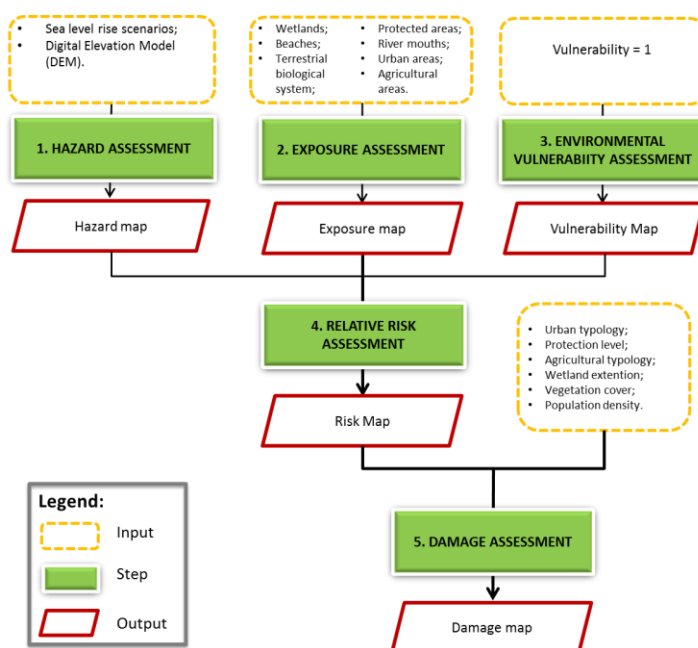 • Sea level rise scenarios;
• Digital Elevation Model
(DEM).
• Wetlands;
• Beaches;
• Terrestrial
biological
system;
• Protected areas;
• River mouths;
• Urban areas;
• Agricultural
areas.
Vulnerability = 1
1. HAZARD ASSESSMENT
2. EXPOSURE ASSESSMENT
3. ENVIRONMENTAL
VULNERABIITY ASSESSMENT
Hazard map
Exposure map
Vulnerability Map
4. RELATIVE RISK
ASSESSMENT
• Urban typology;
• Protection level;
• Agricultural typology;
• Wetland extention;
• Vegetation cover;
• Population density.
Risk Map
Legend:
Input
Step
Output
5. DAMAGE ASSESSMENT
Damage map